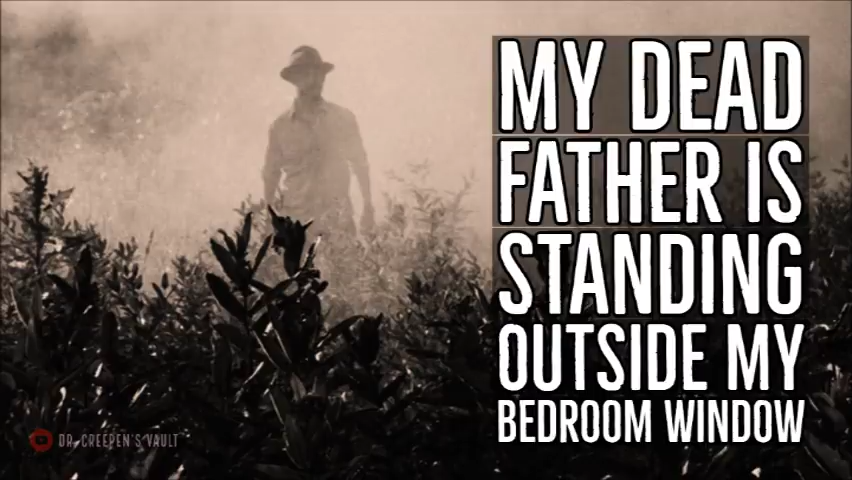 MY DEAD
FATHER IS
STANDING
OUTSIDE MY
BEDROOM WINDOW
DR. CREEPEN'S VAULT